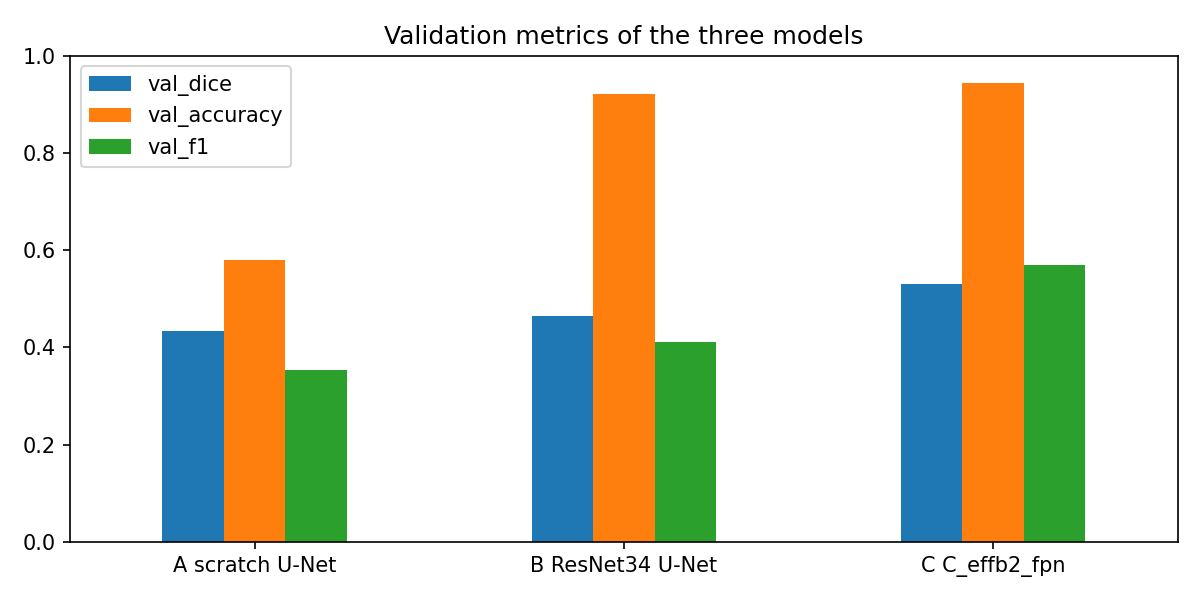 Validation metrics of the three models
1.0
0.8
0.6
0.4
0.2
0.0
val_dice
val_accuracy
val_f1
A scratch U-Net
B ResNet34 U-Net
C C_effb2_fpn